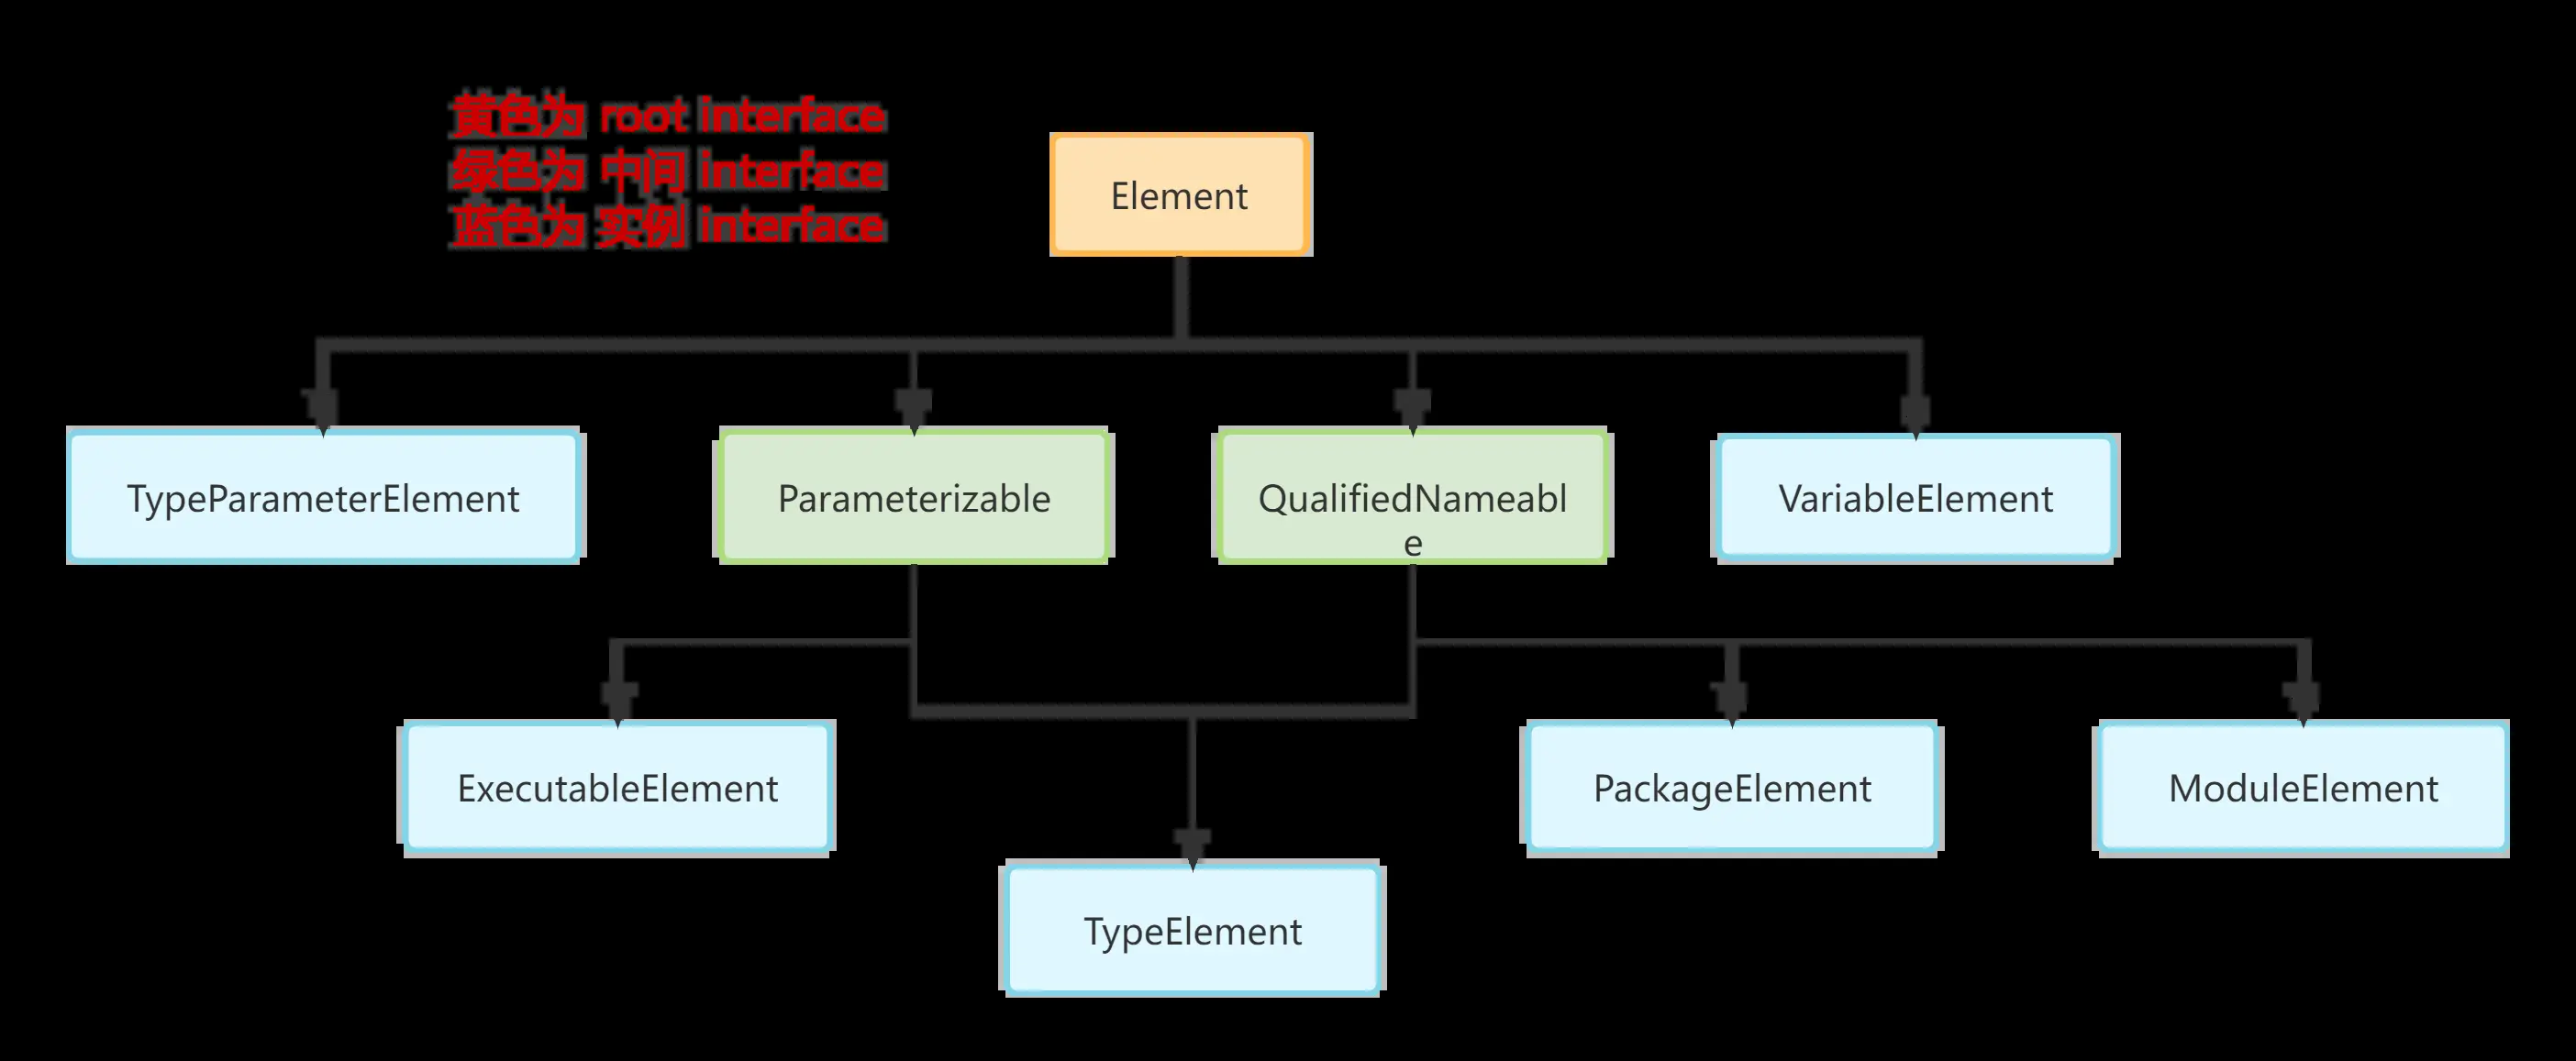 黄色为 root interface
绿色为 中间 interface
蓝色为 实例 interface
Element
TypeParameterElement
Parameterizable
QualifiedNameabl
e
VariableElement
ExecutableElement
PackageElement
ModuleElement
TypeElement